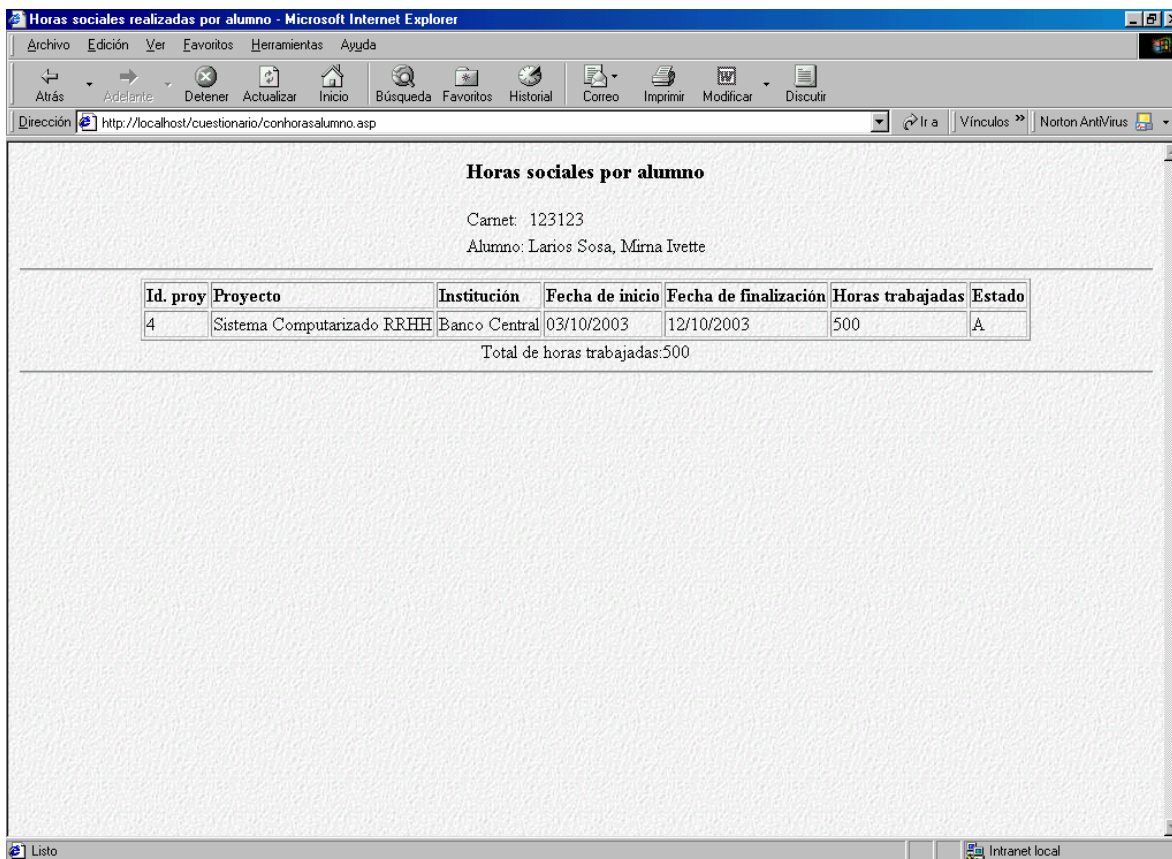 Horas sociales realizadas por alumno - Microsoft Internet Explorer
Archivo Edición Ver Favoritos Herramientas Ayuda
Atrás Adelante Detener Actualizar Inicio Búsqueda Favoritos Historial Correo Imprimir Modificar Discutir
Dirección http://localhost/cuestionario/conhorasalumno.asp Ir a Vínculos » Norton AntiVirus
Horas sociales por alumno
Carnet: 123123
Alumno: Larios Sosa, Mirna Ivette
Id. proy Proyecto Institución Fecha de inicio Fecha de finalización Horas trabajadas Estado
4 Sistema Computarizado RRHH Banco Central 03/10/2003 12/10/2003 500 A
Total de horas trabajadas:500
Listo Intranet local